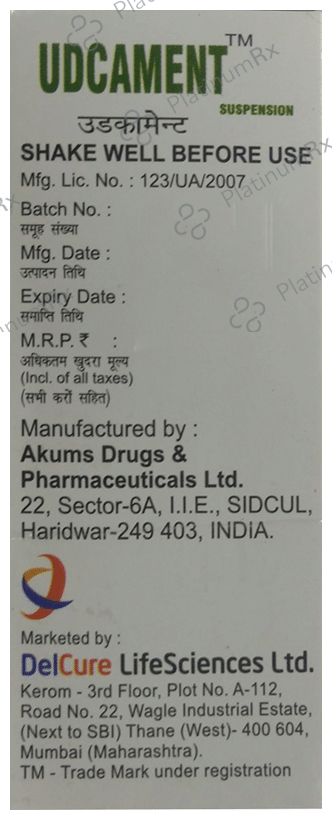 UDCAMENT™
SUSPENSION
उडकामेन्ट
SHAKE WELL BEFORE USE
Mfg. Lic. No. : 123/UA/2007
Batch No. :
समूह संख्या
Mfg. Date :
उत्पादन तिथि
Expiry Date :
समाप्ति तिथि
M.R.P. ₹ :
अधिकतम खुदरा मूल्य
(Incl. of all taxes)
(सभी करों सहित)
Manufactured by :
Akums Drugs &
Pharmaceuticals Ltd.
22, Sector-6A, I.I.E., SIDCUL,
Haridwar-249 403, INDiA.
Marketed by :
DelCure LifeSciences Ltd.
Kerom - 3rd Floor, Plot No. A-112,
Road No. 22, Wagle Industrial Estate,
(Next to SBI) Thane (West)- 400 604,
Mumbai (Maharashtra).
TM - Trade Mark under registration
PlatinumRx